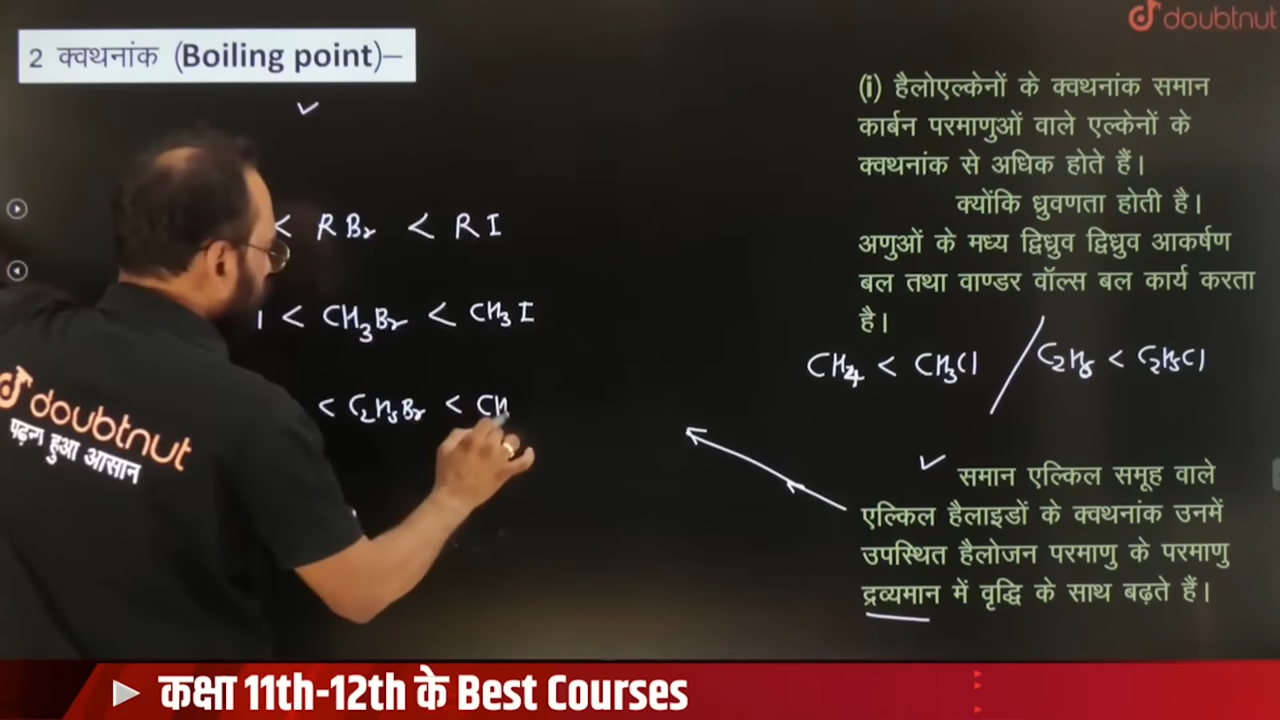 doubtnut
2 क्वथनांक (Boiling point)–
(i) हैलोएल्केनों के क्वथनांक समान
कार्बन परमाणुओं वाले एल्केनों के
क्वथनांक से अधिक होते हैं।
क्योंकि ध्रुवणता होती है।
अणुओं के मध्य द्विध्रुव द्विध्रुव आकर्षण
बल तथा वाण्डर वॉल्स बल कार्य करता
है।
CH4 < CH3Cl / C2H6 < C2H5Cl
समान एल्किल समूह वाले
एल्किल हैलाइडों के क्वथनांक उनमें
उपस्थित हैलोजन परमाणु के परमाणु
द्रव्यमान में वृद्धि के साथ बढ़ते हैं।
< RBr < RI
l < CH3Br < CH3I
< C2H5Br < CH
doubtnut
पढ़ना हुआ आसान
कक्षा 11th-12th के Best Courses